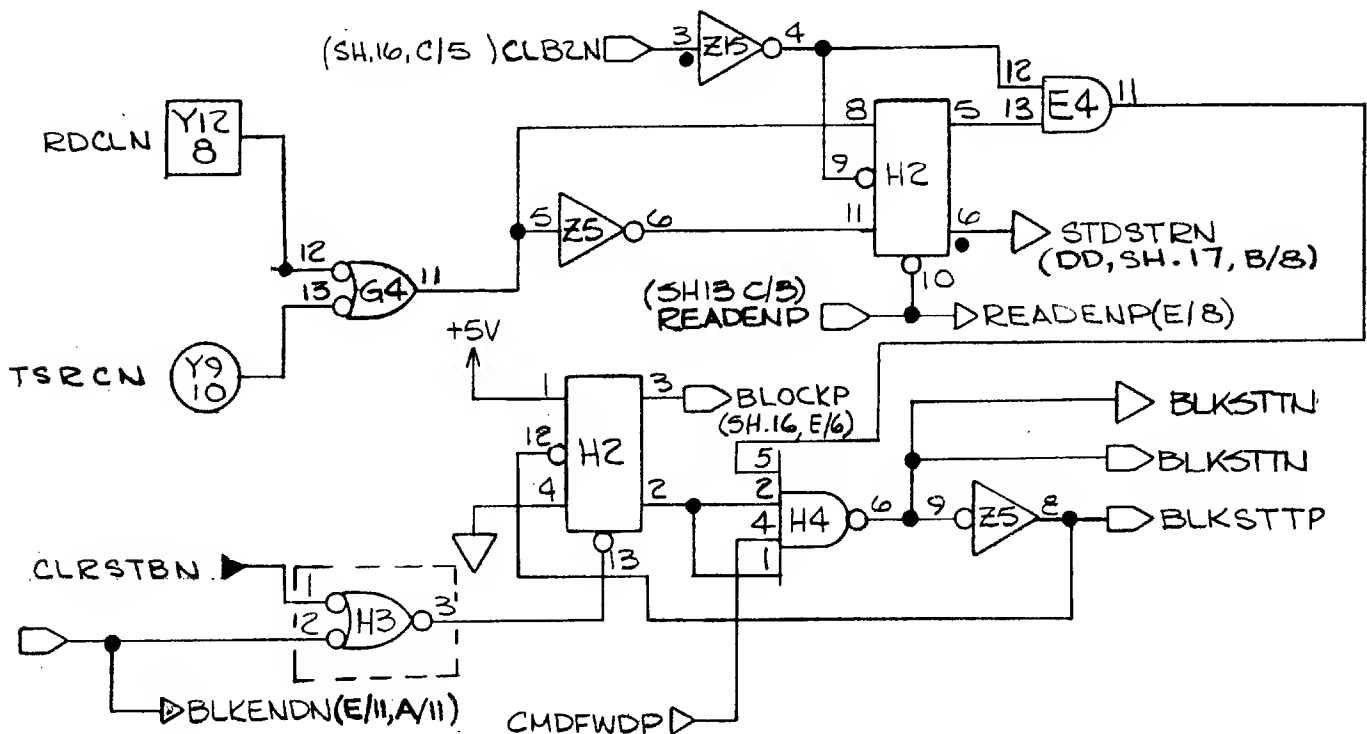 (SH.16, C/5 ) CLB2N 3 Z15 4
12 E4 11
13
RDCLN Y12 8
8 H2 5
9
11 6
10
5 Z5 6
STDSTRN
(DD, SH.17, B/8)
12 G4 11
13
(SH13 C/3)
READENP
READENP(E/8)
+5V
TSRCN Y9 10
1 H2 3
BLOCKP
(SH.16, E/6)
12
4 2
13
5
2 H4 6
4
1
9 Z5 8
BLKSTTN
BLKSTTN
BLKSTTP
CLRSTBN
1 H3 3
2
BLKENDN(E/11,A/11)
CMDFWDP